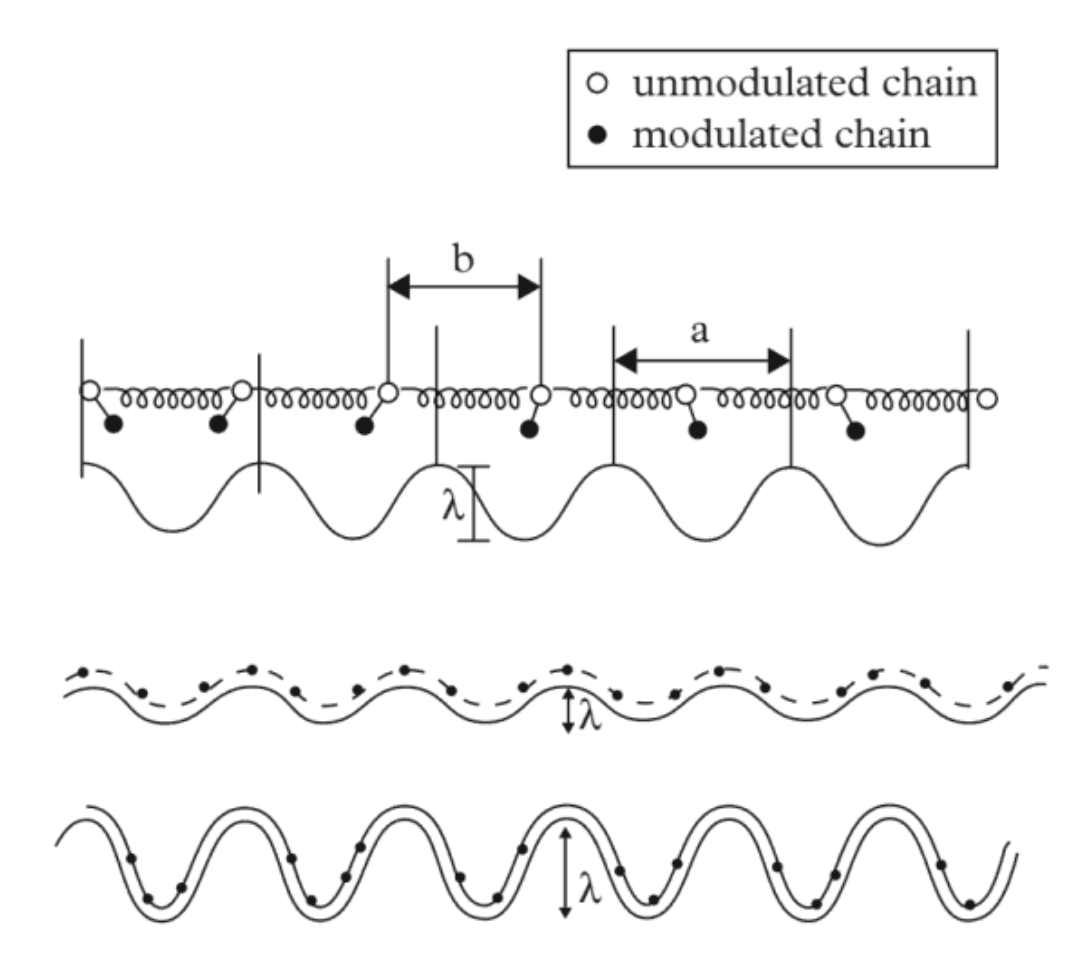 unmodulated chain
modulated chain
b
a
λ
λ
λ